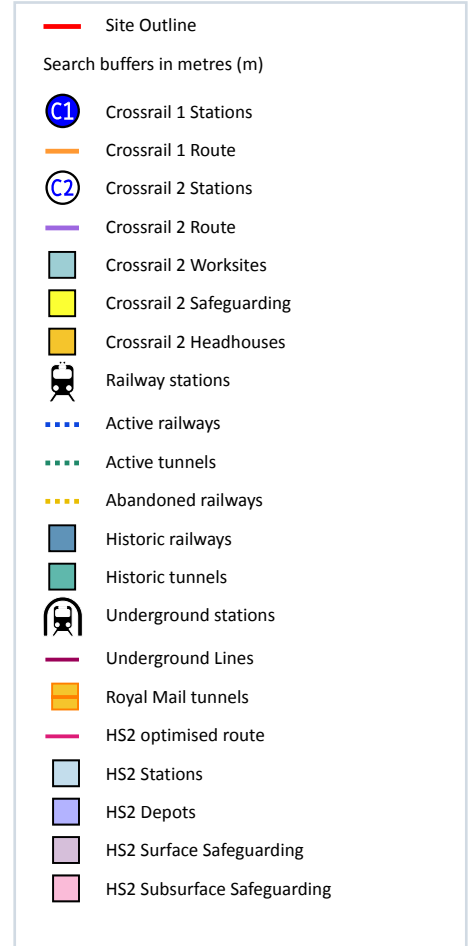 Site Outline
Search buffers in metres (m)
C1 Crossrail 1 Stations
Crossrail 1 Route
C2 Crossrail 2 Stations
Crossrail 2 Route
Crossrail 2 Worksites
Crossrail 2 Safeguarding
Crossrail 2 Headhouses
Railway stations
Active railways
Active tunnels
Abandoned railways
Historic railways
Historic tunnels
Underground stations
Underground Lines
Royal Mail tunnels
HS2 optimised route
HS2 Stations
HS2 Depots
HS2 Surface Safeguarding
HS2 Subsurface Safeguarding